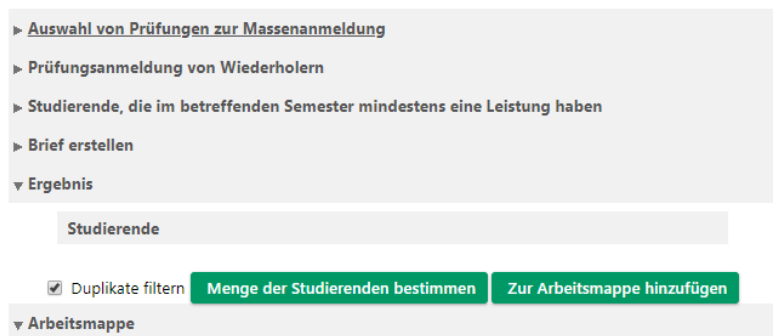 Auswahl von Prüfungen zur Massenanmeldung
Prüfungsanmeldung von Wiederholern
Studierende, die im betreffenden Semester mindestens eine Leistung haben
Brief erstellen
Ergebnis
Studierende
Duplikate filtern Menge der Studierenden bestimmen Zur Arbeitsmappe hinzufügen
Arbeitsmappe